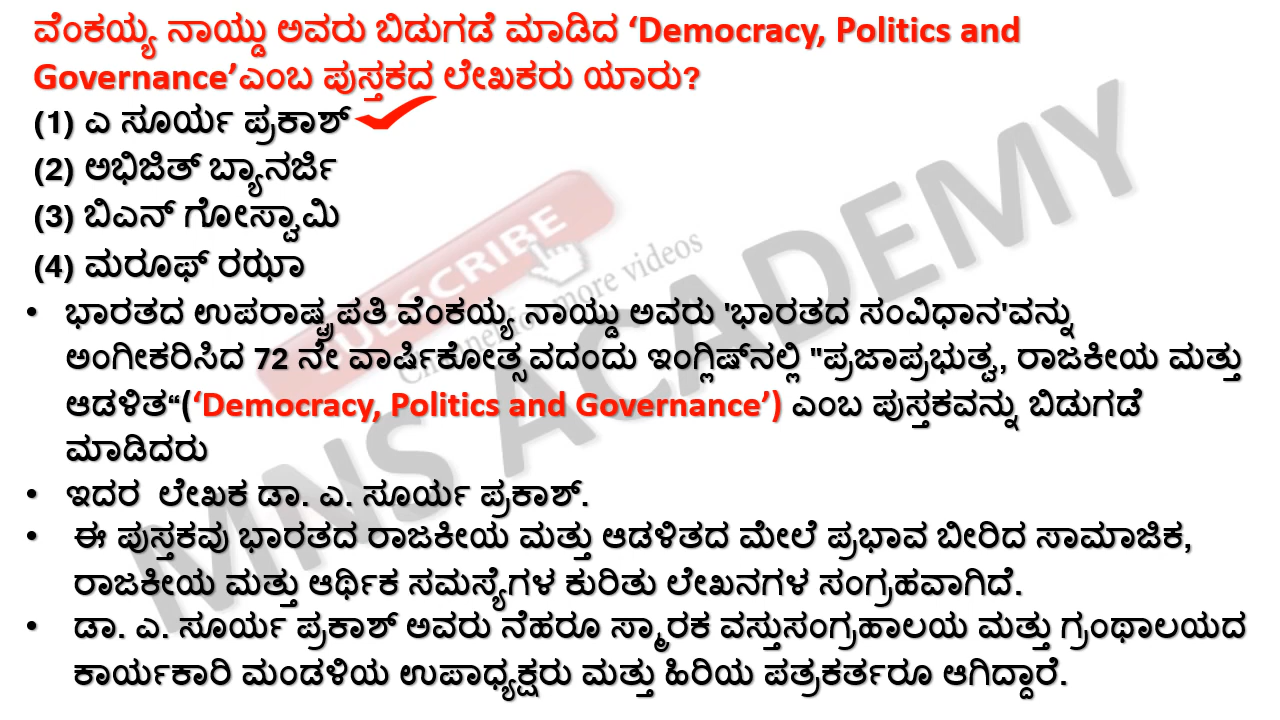 ವೆಂಕಯ್ಯ ನಾಯ್ಡು ಅವರು ಬಿಡುಗಡೆ ಮಾಡಿದ ‘Democracy, Politics and
Governance’ಎಂಬ ಪುಸ್ತಕದ ಲೇಖಕರು ಯಾರು?
(1) ಎ ಸೂರ್ಯ ಪ್ರಕಾಶ್
(2) ಅಭಿಜಿತ್ ಬ್ಯಾನರ್ಜಿ
(3) ಬಿಎನ್ ಗೋಸ್ವಾಮಿ
(4) ಮರೂಫ್ ರಝಾ
• ಭಾರತದ ಉಪರಾಷ್ಟ್ರಪತಿ ವೆಂಕಯ್ಯ ನಾಯ್ಡು ಅವರು 'ಭಾರತದ ಸಂವಿಧಾನ'ವನ್ನು
ಅಂಗೀಕರಿಸಿದ 72 ನೇ ವಾರ್ಷಿಕೋತ್ಸವದಂದು ಇಂಗ್ಲಿಷ್‌ನಲ್ಲಿ "ಪ್ರಜಾಪ್ರಭುತ್ವ, ರಾಜಕೀಯ ಮತ್ತು
ಆಡಳಿತ“(‘Democracy, Politics and Governance’) ಎಂಬ ಪುಸ್ತಕವನ್ನು ಬಿಡುಗಡೆ
ಮಾಡಿದರು
• ಇದರ ಲೇಖಕ ಡಾ. ಎ. ಸೂರ್ಯ ಪ್ರಕಾಶ್.
• ಈ ಪುಸ್ತಕವು ಭಾರತದ ರಾಜಕೀಯ ಮತ್ತು ಆಡಳಿತದ ಮೇಲೆ ಪ್ರಭಾವ ಬೀರಿದ ಸಾಮಾಜಿಕ,
ರಾಜಕೀಯ ಮತ್ತು ಆರ್ಥಿಕ ಸಮಸ್ಯೆಗಳ ಕುರಿತು ಲೇಖನಗಳ ಸಂಗ್ರಹವಾಗಿದೆ.
• ಡಾ. ಎ. ಸೂರ್ಯ ಪ್ರಕಾಶ್ ಅವರು ನೆಹರೂ ಸ್ಮಾರಕ ವಸ್ತುಸಂಗ್ರಹಾಲಯ ಮತ್ತು ಗ್ರಂಥಾಲಯದ
ಕಾರ್ಯಕಾರಿ ಮಂಡಳಿಯ ಉಪಾಧ್ಯಕ್ಷರು ಮತ್ತು ಹಿರಿಯ ಪತ್ರಕರ್ತರೂ ಆಗಿದ್ದಾರೆ.
SUBSCRIBE
Channel for more videos
MNS ACADEMY